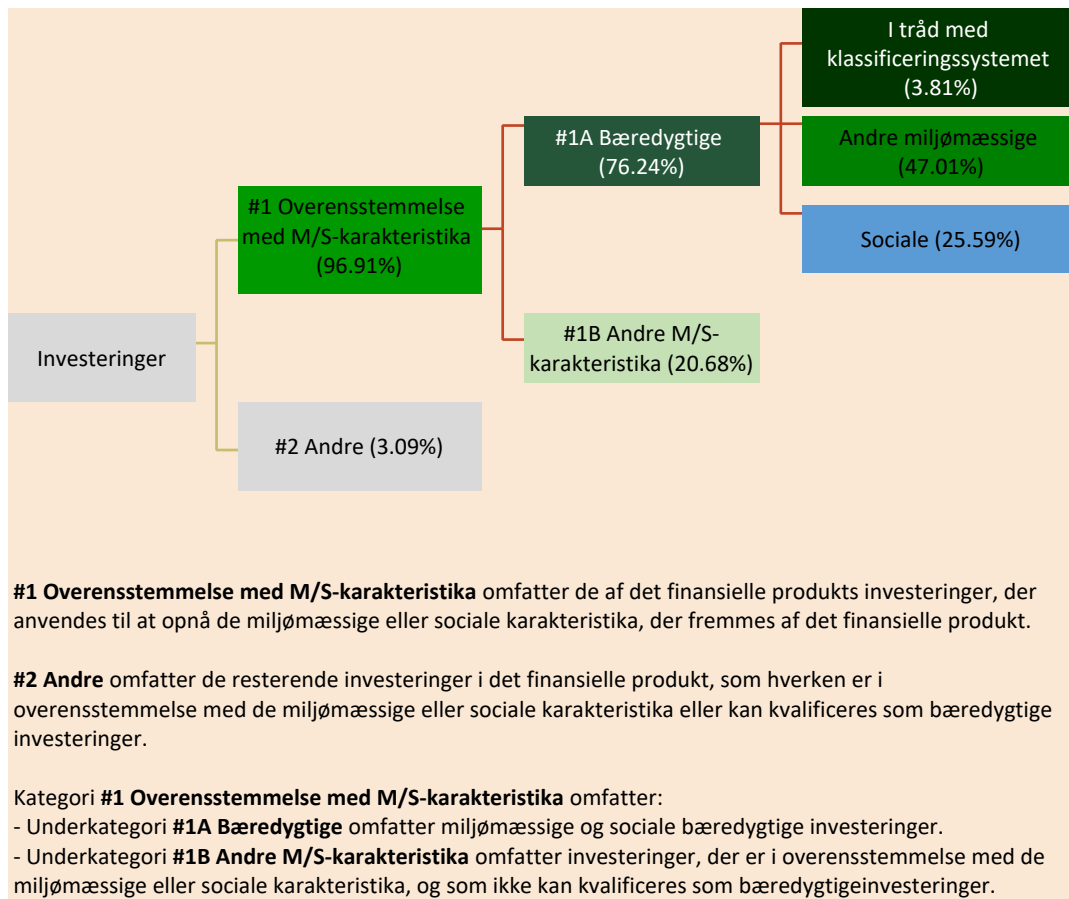 I tråd med
klassificeringssystemet
(3.81%)
#1A Bæredygtige
(76.24%)
Andre miljømæssige
(47.01%)
#1 Overensstemmelse
med M/S-karakteristika
(96.91%)
Sociale (25.59%)
Investeringer
#1B Andre M/S-
karakteristika (20.68%)
#2 Andre (3.09%)
#1 Overensstemmelse med M/S-karakteristika omfatter de af det finansielle produkts investeringer, der
anvendes til at opnå de miljømæssige eller sociale karakteristika, der fremmes af det finansielle produkt.
#2 Andre omfatter de resterende investeringer i det finansielle produkt, som hverken er i
overensstemmelse med de miljømæssige eller sociale karakteristika eller kan kvalificeres som bæredygtige
investeringer.
Kategori #1 Overensstemmelse med M/S-karakteristika omfatter:
- Underkategori #1A Bæredygtige omfatter miljømæssige og sociale bæredygtige investeringer.
- Underkategori #1B Andre M/S-karakteristika omfatter investeringer, der er i overensstemmelse med de
miljømæssige eller sociale karakteristika, og som ikke kan kvalificeres som bæredygtigeinvesteringer.